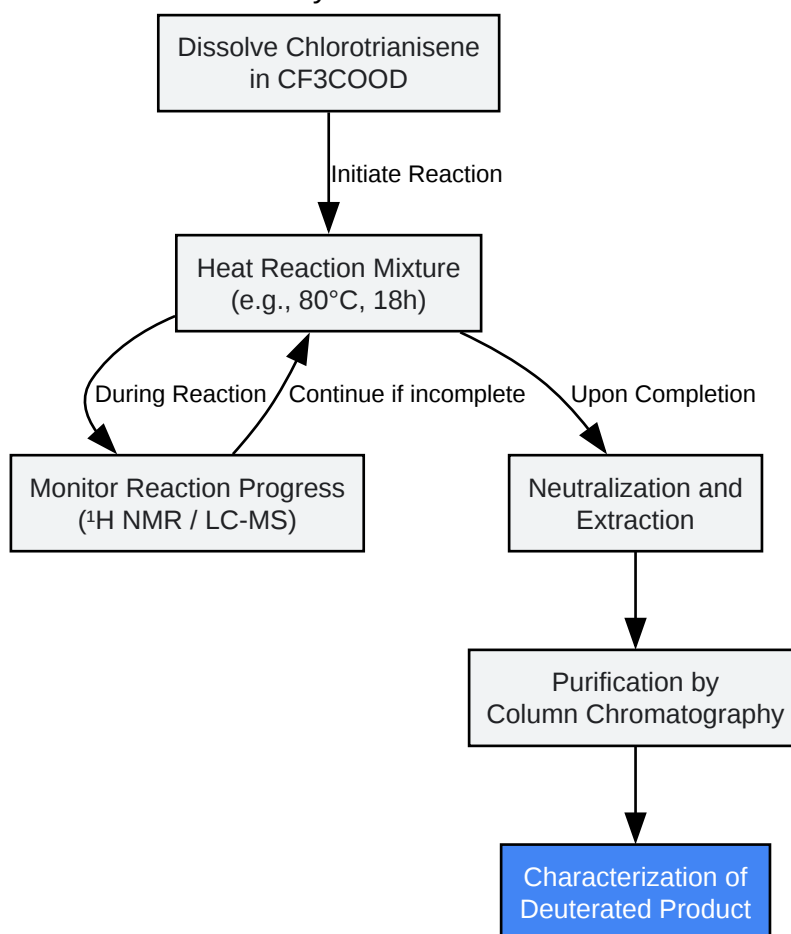 Dissolve Chlorotrianisene
in CF3COOD
Initiate Reaction
Heat Reaction Mixture
(e.g., 80°C, 18h)
During Reaction
Continue if incomplete
Upon Completion
Monitor Reaction Progress
(¹H NMR / LC-MS)
Neutralization and
Extraction
Purification by
Column Chromatography
Characterization of
Deuterated Product